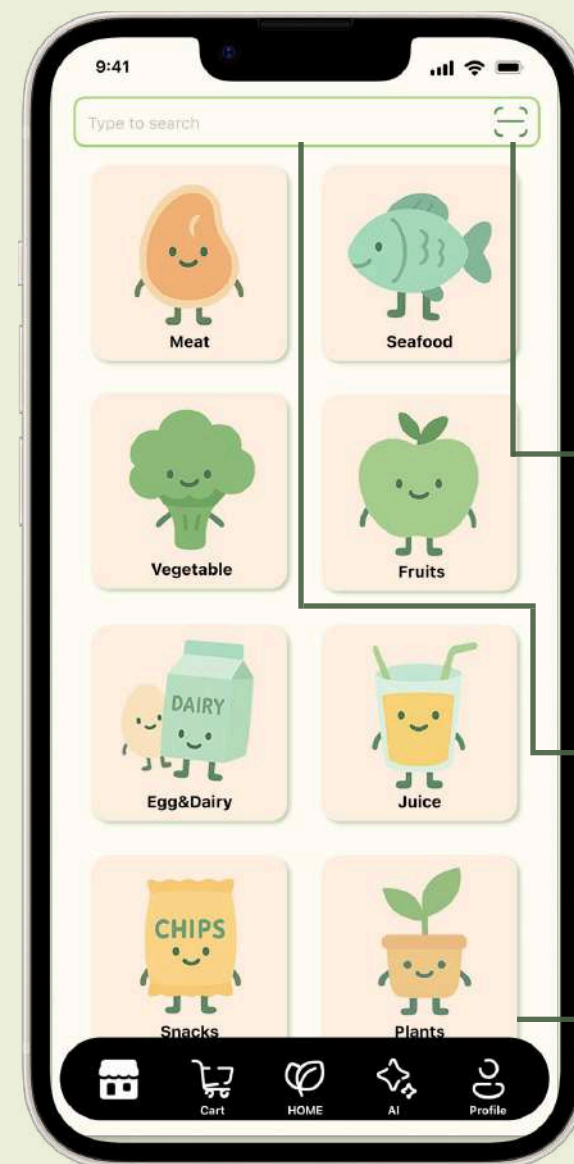 9:41
Type to search
Meat
Seafood
Vegetable
Fruits
DAIRY
Egg&Dairy
Juice
CHIPS
Snacks
Plants
Cart
HOME
AI
Profile